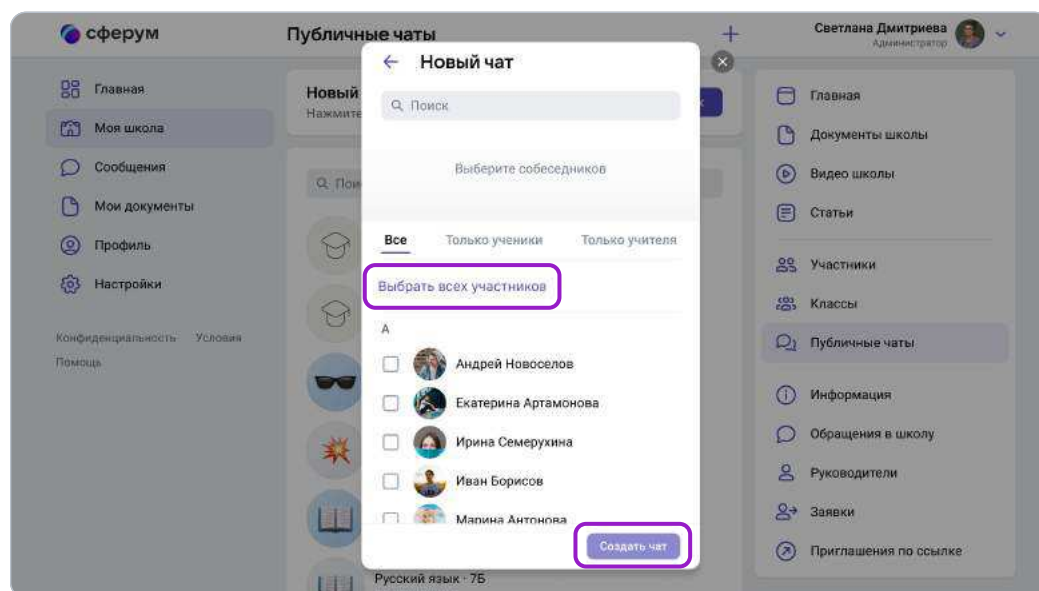 сферум
Публичные чаты
Светлана Дмитриева
Администратор
Главная
Моя школа
Сообщения
Мои документы
Профиль
Настройки
Конфиденциальность Условия
Помощь
Новый
Нажмите
Поис
Новый чат
Поиск
Выберите собеседников
Все Только ученики Только учителя
Выбрать всех участников
А
Андрей Новоселов
Екатерина Артамонова
Ирина Семерухина
Иван Борисов
Марина Антонова
Создать чат
Русский язык · 7Б
Главная
Документы школы
Видео школы
Статьи
Участники
Классы
Публичные чаты
Информация
Обращения в школу
Руководители
Заявки
Приглашения по ссылке